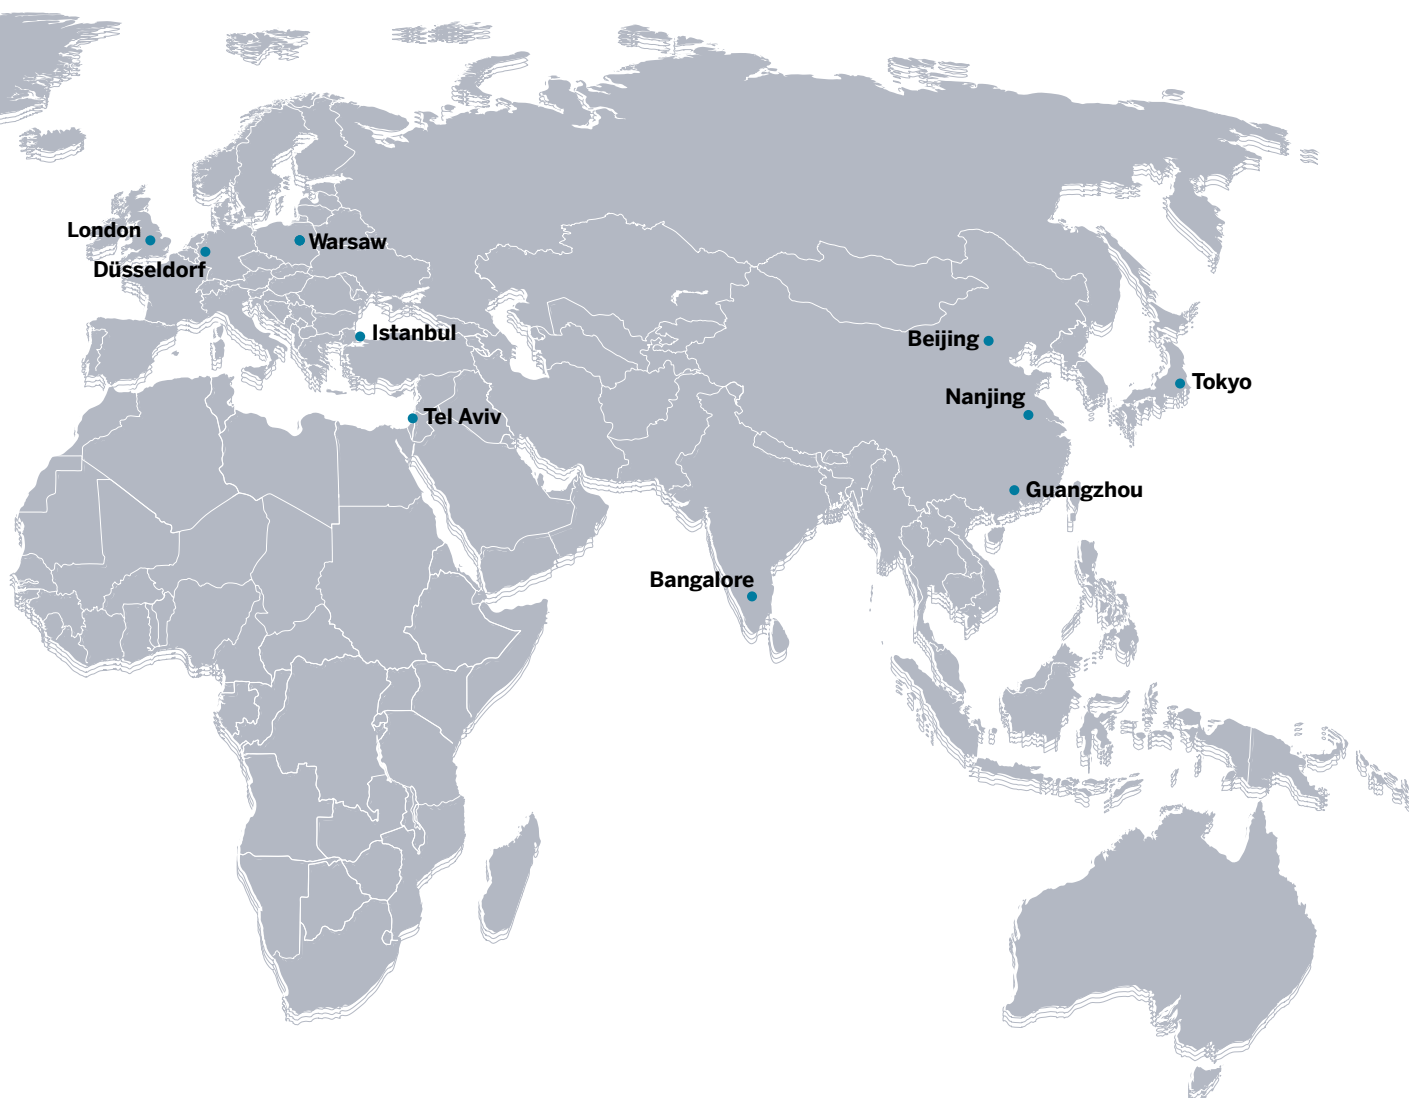 London
Warsaw
Düsseldorf
Istanbul
Beijing
Tokyo
Nanjing
Tel Aviv
Guangzhou
Bangalore